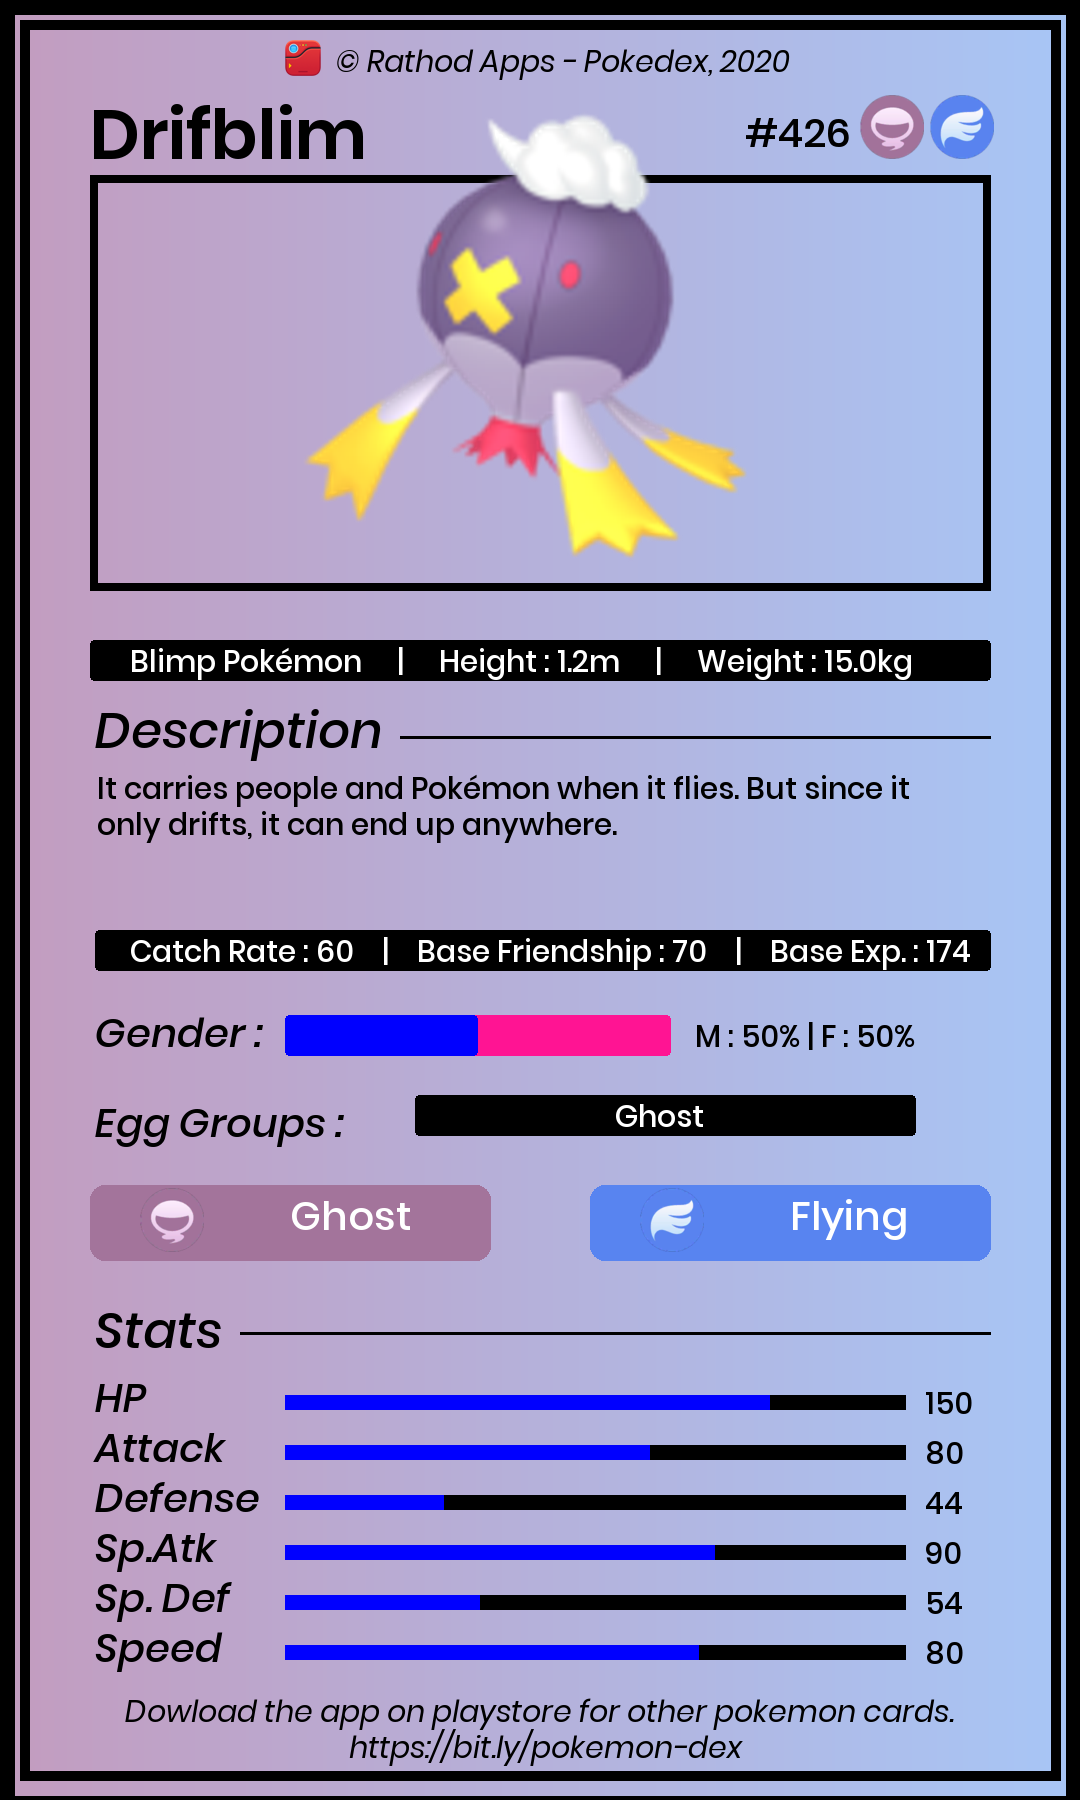 © Rathod Apps - Pokedex, 2020
Drifblim
#426
Blimp Pokémon | Height : 1.2m | Weight : 15.0kg
Description
It carries people and Pokémon when it flies. But since it
only drifts, it can end up anywhere.
Catch Rate : 60 | Base Friendship : 70 | Base Exp. : 174
Gender : M : 50% | F : 50%
Egg Groups : Ghost
Ghost Flying
Stats
HP 150
Attack 80
Defense 44
Sp.Atk 90
Sp. Def 54
Speed 80
Dowload the app on playstore for other pokemon cards.
https://bit.ly/pokemon-dex